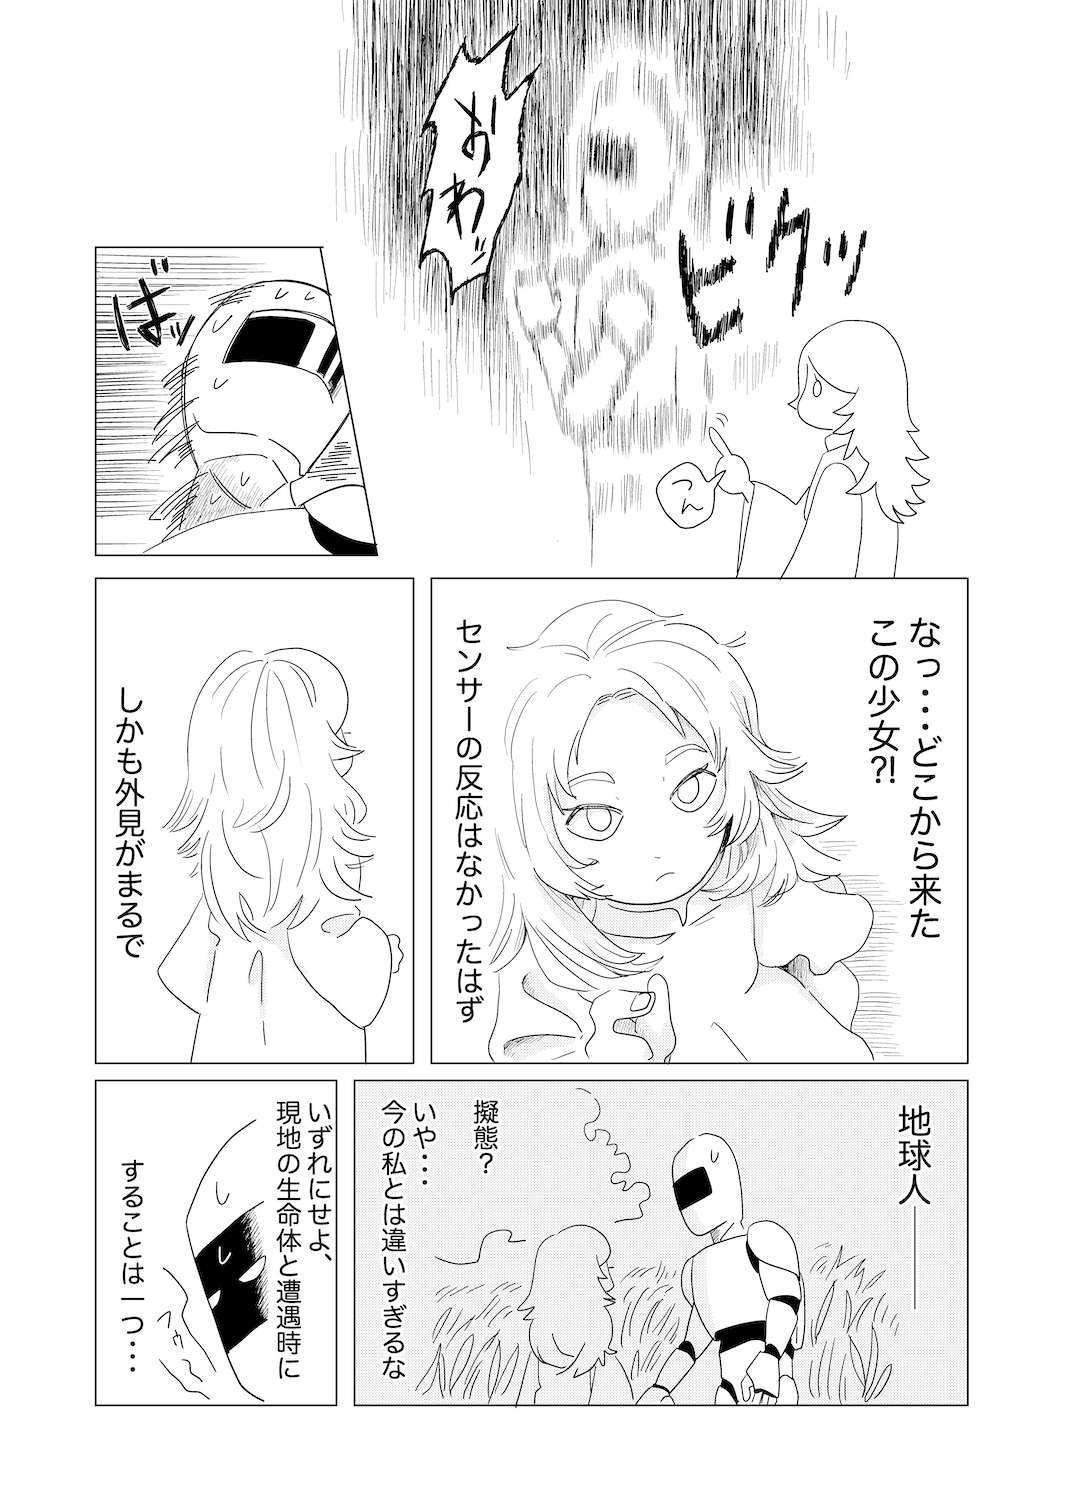 ビクッ
つん
おわ゛
ばッ
なっ・・・どこから来た
この少女?!
センサーの反応はなかったはず
しかも外見がまるで
地球人――
擬態?
いや・・・
今の私とは違いすぎるな
いずれにせよ、
現地の生命体と遭遇時に
することは一つ・・・